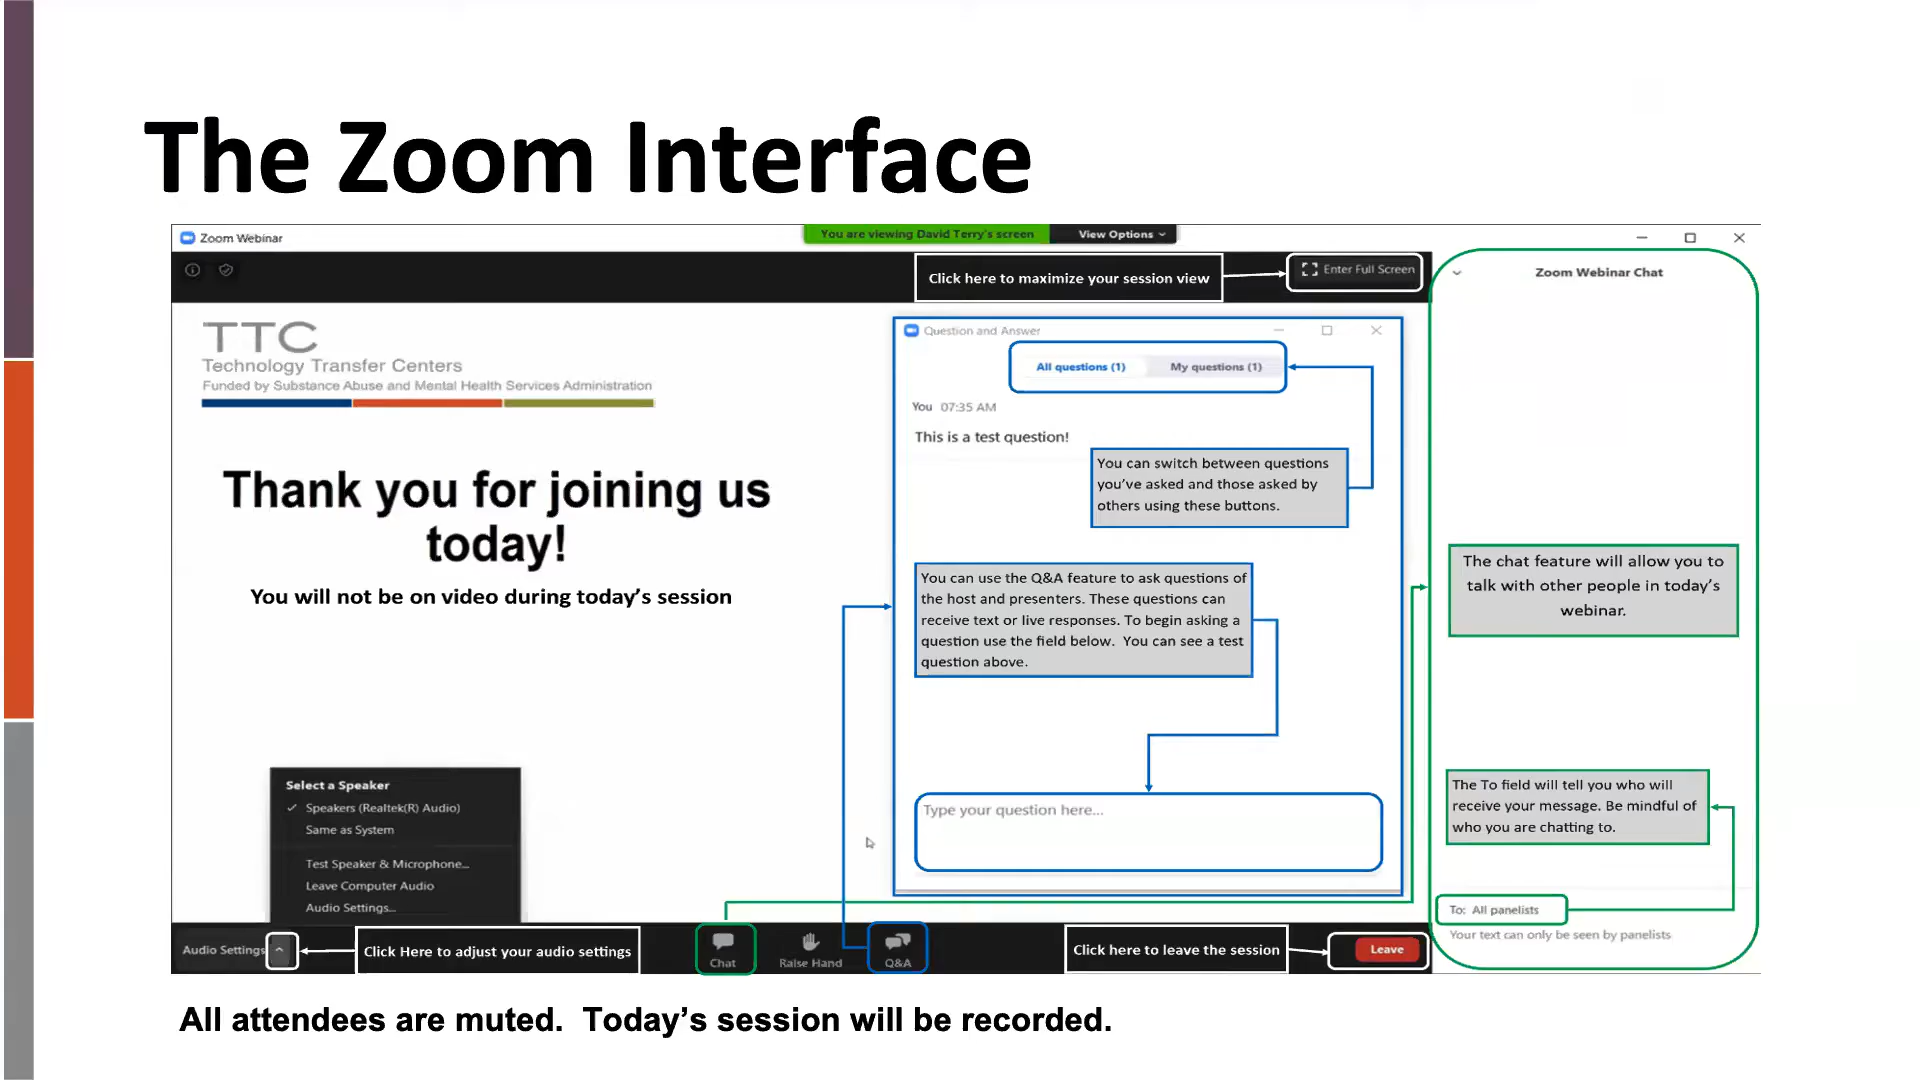 The Zoom Interface
Zoom Webinar
You are viewing David Terry's screen
View Options
Click here to maximize your session view
Enter Full Screen
Zoom Webinar Chat
TTC
Technology Transfer Centers
Funded by Substance Abuse and Mental Health Services Administration
Thank you for joining us
today!
You will not be on video during today's session
Question and Answer
All questions (1)
My questions (1)
You 07:35 AM
This is a test question!
You can switch between questions
you've asked and those asked by
others using these buttons.
You can use the Q&A feature to ask questions of
the host and presenters. These questions can
receive text or live responses. To begin asking a
question use the field below. You can see a test
question above.
Type your question here...
The chat feature will allow you to
talk with other people in today's
webinar.
The To field will tell you who will
receive your message. Be mindful of
who you are chatting to.
To: All panelists
Your text can only be seen by panelists
Select a Speaker
Speakers (Realtek(R) Audio)
Same as System
Test Speaker & Microphone...
Leave Computer Audio
Audio Settings...
Audio Settings
Click Here to adjust your audio settings
Chat
Raise Hand
Q&A
Click here to leave the session
Leave
All attendees are muted. Today's session will be recorded.